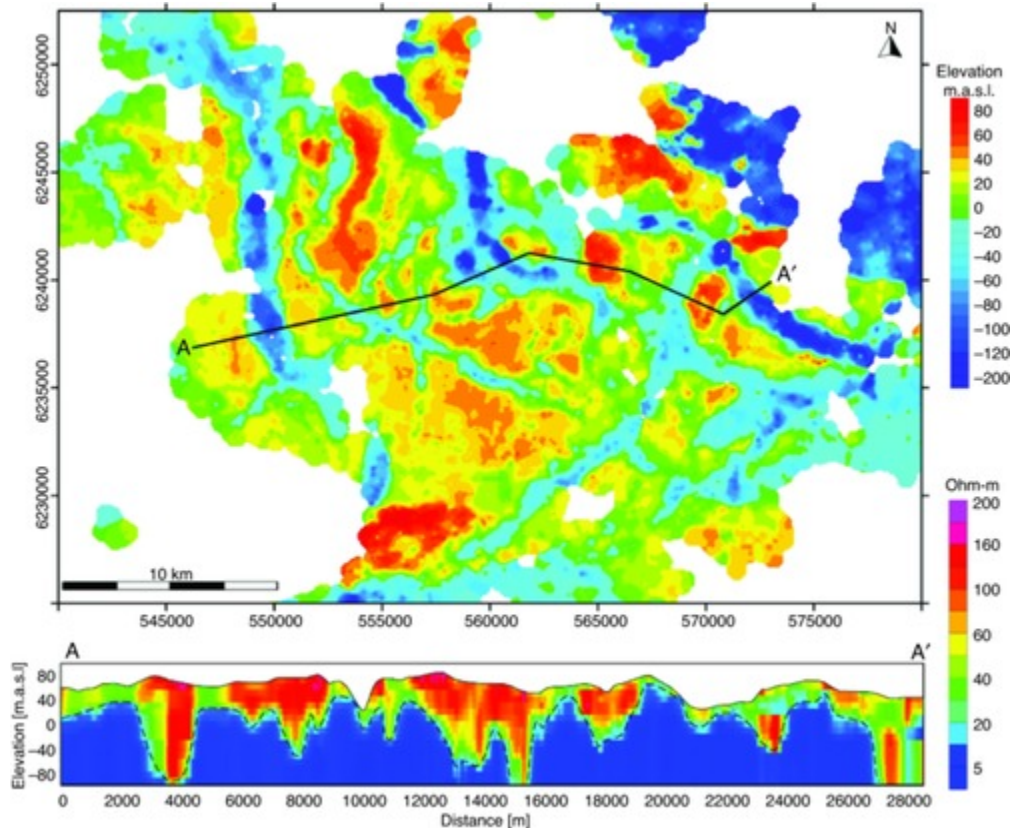 N
Elevation
m.a.s.l.
80
60
40
20
0
−20
−40
−60
−80
−100
−120
−200
6250000
6245000
6240000
6235000
6230000
A
A′
10 km
545000 550000 555000 560000 565000 570000 575000
Ohm-m
200
160
100
60
20
10
5
A A′
Elevation [m.a.s.l]
80
40
0
−40
−80
0 2000 4000 6000 8000 10000 12000 14000 16000 18000 20000 22000 24000 26000 28000
Distance [m]